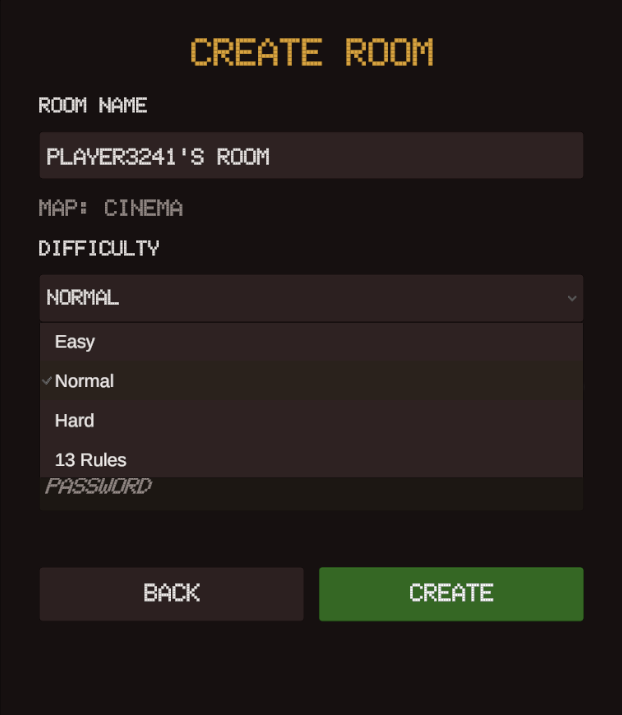 CREATE ROOM
ROOM NAME
PLAYER3241'S ROOM
MAP: CINEMA
DIFFICULTY
NORMAL
Easy
Normal
Hard
13 Rules
PASSWORD
BACK CREATE